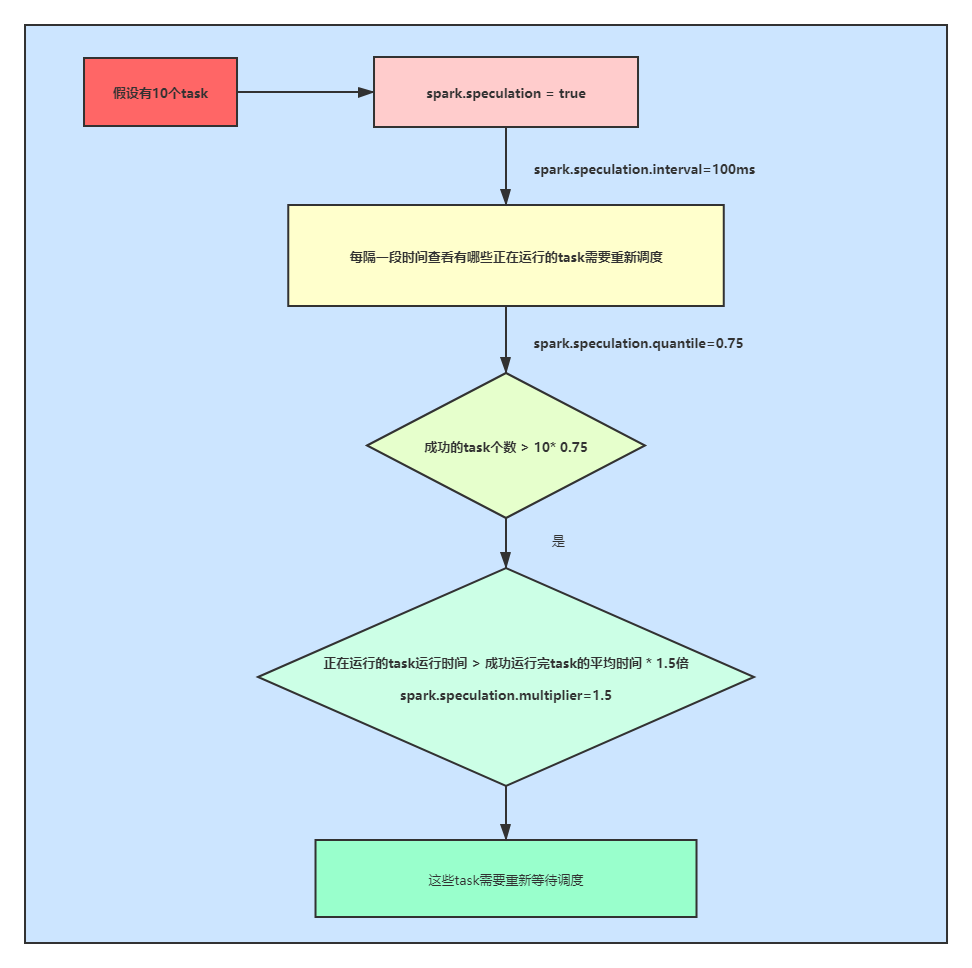 假设有10个task
spark.speculation = true
spark.speculation.interval=100ms
每隔一段时间查看有哪些正在运行的task需要重新调度
spark.speculation.quantile=0.75
成功的task个数 > 10* 0.75
是
正在运行的task运行时间 > 成功运行完task的平均时间 * 1.5倍
spark.speculation.multiplier=1.5
这些task需要重新等待调度